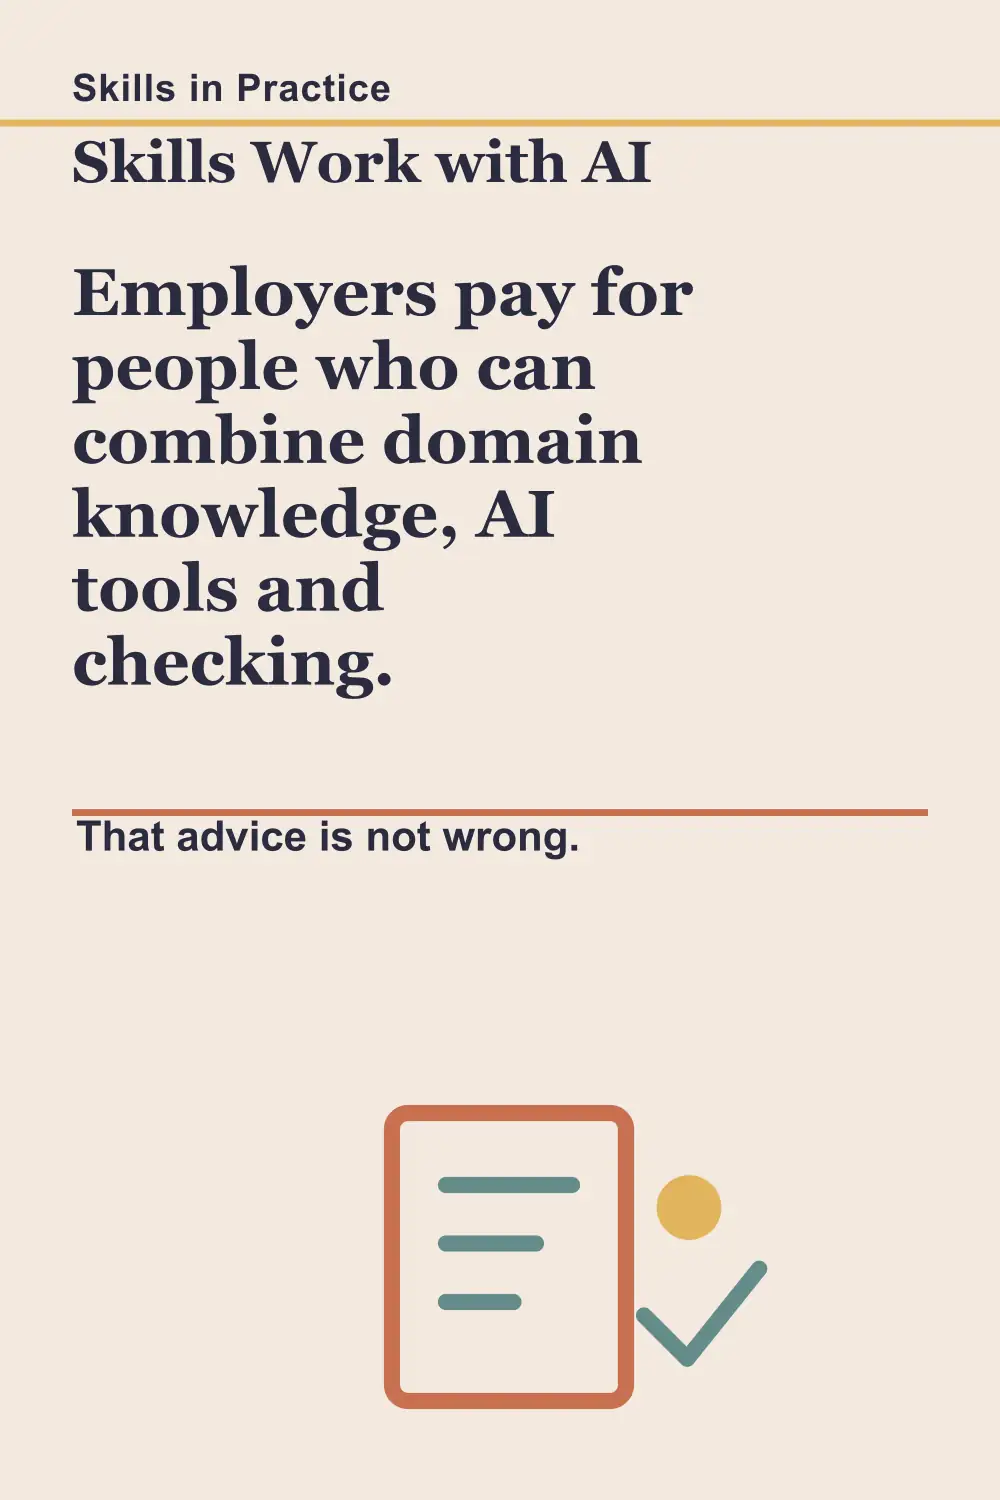 Skills in Practice
Skills Work with AI
Employers pay for
people who can
combine domain
knowledge, AI
tools and
checking.
That advice is not wrong.